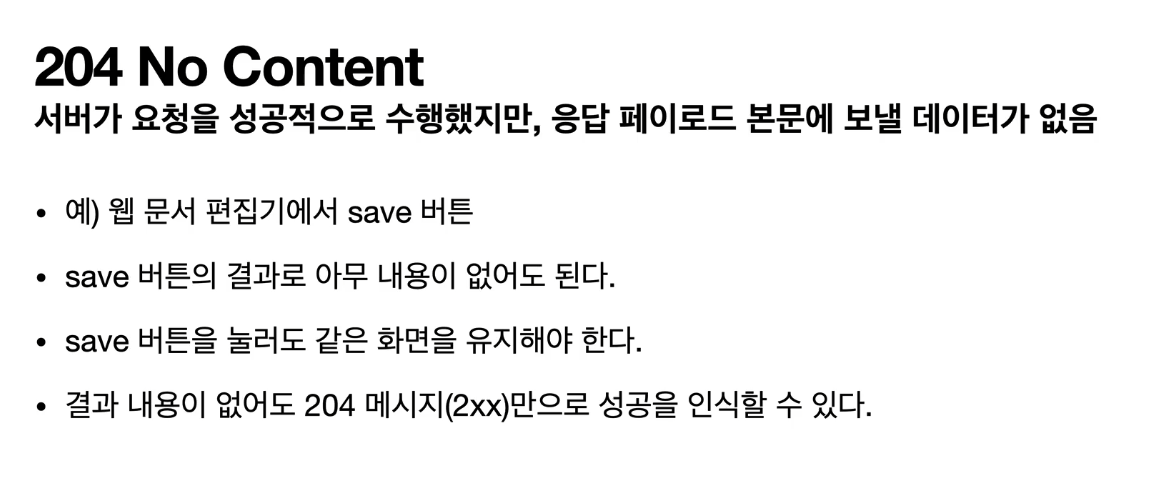 204 No Content
서버가 요청을 성공적으로 수행했지만, 응답 페이로드 본문에 보낼 데이터가 없음
• 예) 웹 문서 편집기에서 save 버튼
• save 버튼의 결과로 아무 내용이 없어도 된다.
• save 버튼을 눌러도 같은 화면을 유지해야 한다.
• 결과 내용이 없어도 204 메시지(2xx)만으로 성공을 인식할 수 있다.